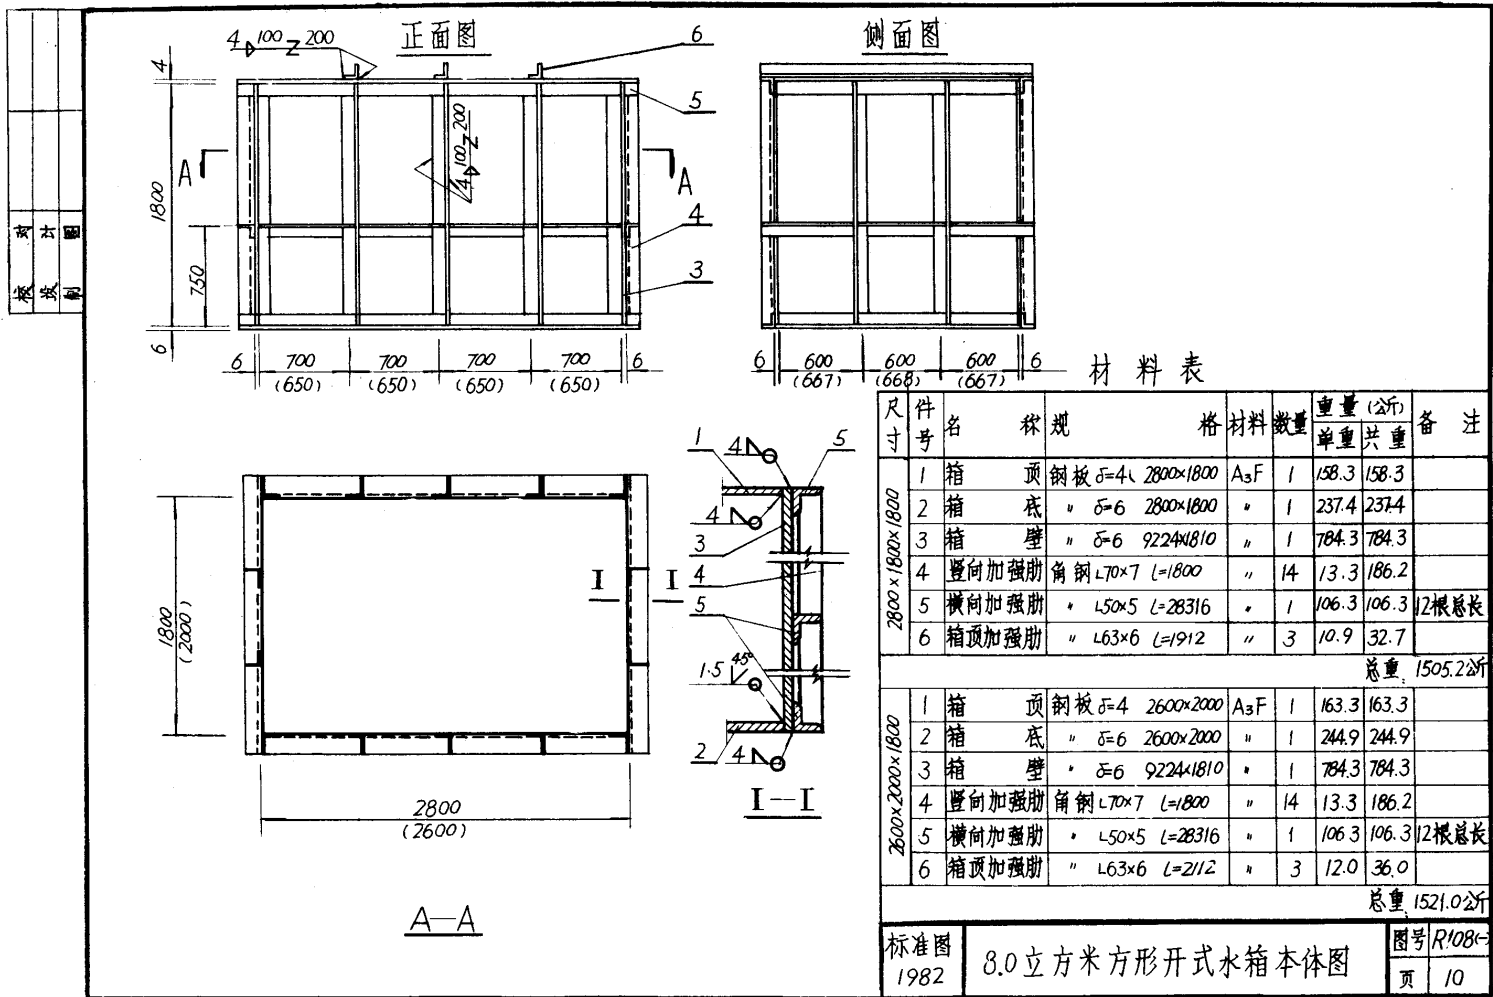 校 对
设 计
制 图
正面图
4 100 Z 200
6
5
4
1800
750
6
A A
4 100 Z 200
4
3
6 700 700 700 700 6
(650) (650) (650) (650)
侧面图
6 600 600 600 6
(667) (668) (667)
1800
(2000)
I I
2800
(2600)
A—A
1 4 5
4
3
4
5
1.5 45°
2 4
I—I
材料表
尺寸 件号 名称 规格 材料 数量 重量(公斤) 备注
单重 共重
2800×1800×1800
1 箱顶 钢板 δ=4 2800×1800 A3F 1 158.3 158.3
2 箱底 〃 δ=6 2800×1800 〃 1 237.4 237.4
3 箱壁 〃 δ=6 9224×1810 〃 1 784.3 784.3
4 竖向加强肋 角钢 L70×7 l=1800 〃 14 13.3 186.2
5 横向加强肋 〃 L50×5 l=28316 〃 1 106.3 106.3 12根总长
6 箱顶加强肋 〃 L63×6 l=1912 〃 3 10.9 32.7
总重: 1505.2公斤
2600×2000×1800
1 箱顶 钢板 δ=4 2600×2000 A3F 1 163.3 163.3
2 箱底 〃 δ=6 2600×2000 〃 1 244.9 244.9
3 箱壁 〃 δ=6 9224×1810 〃 1 784.3 784.3
4 竖向加强肋 角钢 L70×7 l=1800 〃 14 13.3 186.2
5 横向加强肋 〃 L50×5 l=28316 〃 1 106.3 106.3 12根总长
6 箱顶加强肋 〃 L63×6 l=2112 〃 3 12.0 36.0
总重: 1521.0公斤
标准图 1982
8.0立方米方形开式水箱本体图
图号 R108(一)
页 10